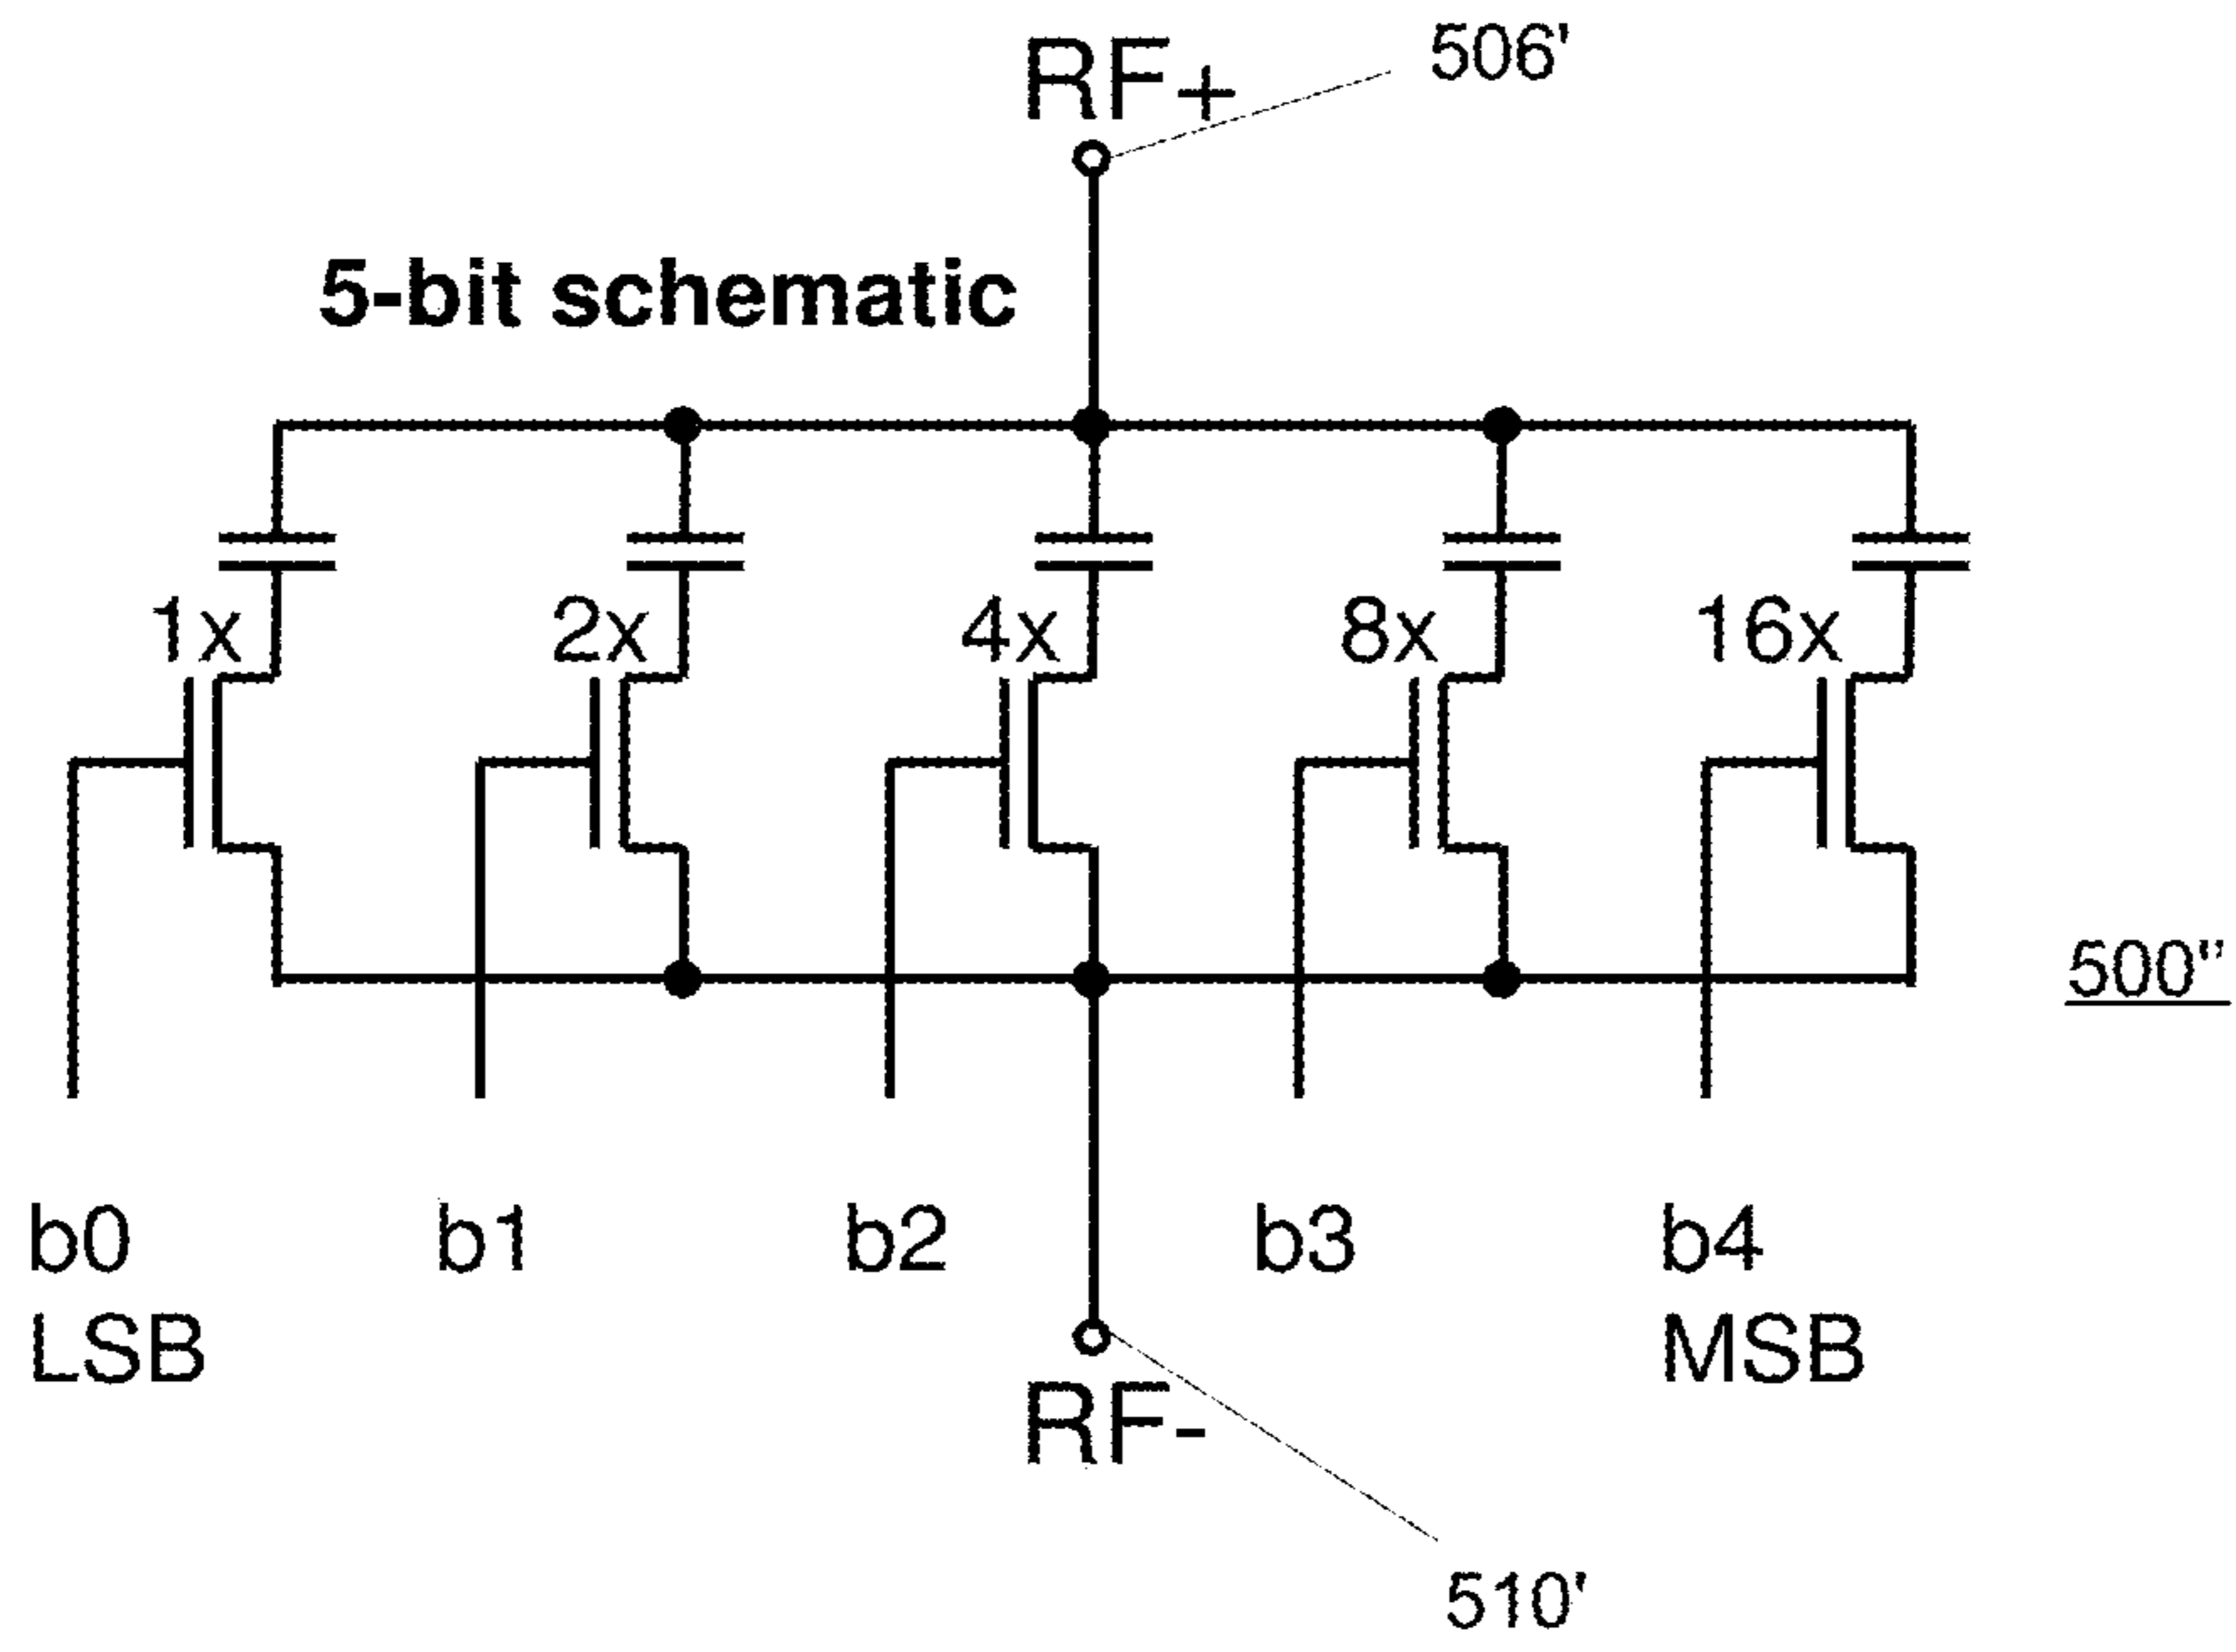 RF+
506'
5-bit schematic
1x 2x 4x 8x 16x
500"
b0 b1 b2 b3 b4
LSB MSB
RF-
510'